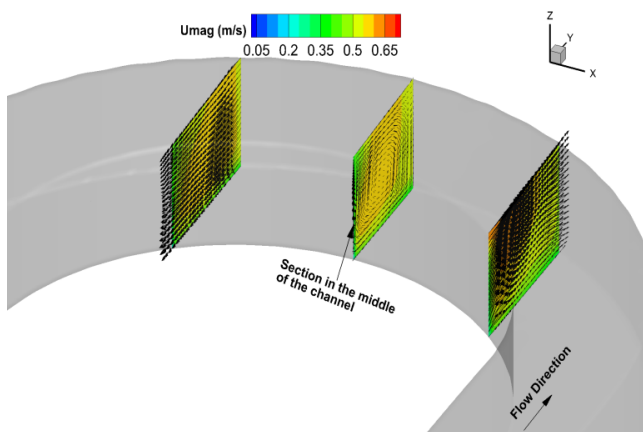 Umag (m/s)
0.05 0.2 0.35 0.5 0.65
Z
Y
X
Section in the middle
of the channel
Flow Direction